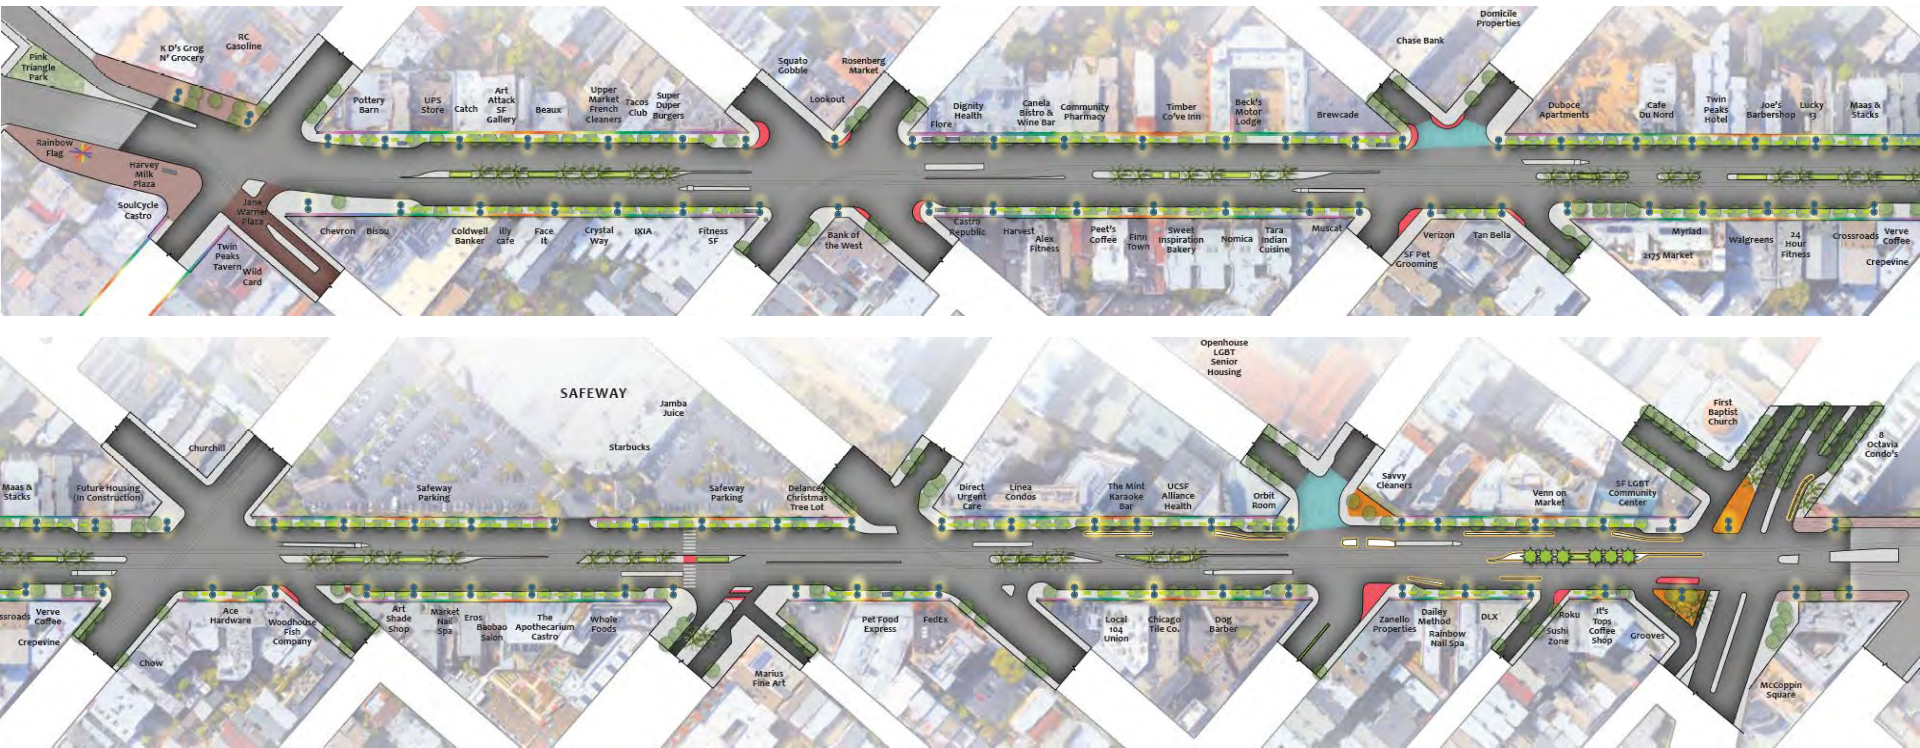 Pink
Triangle
Park
K D's Grog
N' Grocery
RC
Gasoline
Rainbow
Flag
Harvey
Milk
Plaza
SoulCycle
Castro
Jane
Warner
Plaza
Twin
Peaks
Tavern
Wild
Card
Pottery
Barn
UPS
Store
Catch
Art
Attack
SF
Gallery
Beaux
Upper
Market
French
Cleaners
Tacos
Club
Super
Duper
Burgers
Chevron
Bisou
Coldwell
Banker
illy
cafe
Face
It
Crystal
Way
IXIA
Fitness
SF
Squato
Gobble
Lookout
Rosenberg
Market
Bank of
the West
Flore
Dignity
Health
Canela
Bistro &
Wine Bar
Community
Pharmacy
Timber
Co've Inn
Beck's
Motor
Lodge
Brewcade
Castro
Republic
Harvest
Alex
Fitness
Peet's
Coffee
Finn
Town
Sweet
Inspiration
Bakery
Nomica
Tara
Indian
Cuisine
Muscat
Chase Bank
Domicile
Properties
SF Pet
Grooming
Verizon
Tan Bella
Duboce
Apartments
Cafe
Du Nord
Twin
Peaks
Hotel
Joe's
Barbershop
Lucky
13
Maas &
Stacks
2175 Market
Myriad
Walgreens
24
Hour
Fitness
Crossroads
Verve
Coffee
Crepevine
Maas &
Stacks
Future Housing
(In Construction)
Churchill
ssroads
Verve
Coffee
Crepevine
Chow
Ace
Hardware
Woodhouse
Fish
Company
SAFEWAY
Jamba
Juice
Starbucks
Safeway
Parking
Safeway
Parking
Delancey
Christmas
Tree Lot
Art
Shade
Shop
Market
Nail
Spa
Eros
Baobao
Salon
The
Apothecarium
Castro
Whole
Foods
Marius
Fine Art
Pet Food
Express
FedEx
Direct
Urgent
Care
Linea
Condos
The Mint
Karaoke
Bar
UCSF
Alliance
Health
Orbit
Room
Openhouse
LGBT
Senior
Housing
Local
104
Union
Chicago
Tile Co.
Dog
Barber
Savvy
Cleaners
Venn on
Market
SF LGBT
Community
Center
First
Baptist
Church
8
Octavia
Condo's
Zanello
Properties
Dailey
Method
Rainbow
Nail Spa
DLX
Roku
Sushi
Zone
It's
Tops
Coffee
Shop
Grooves
McCoppin
Square